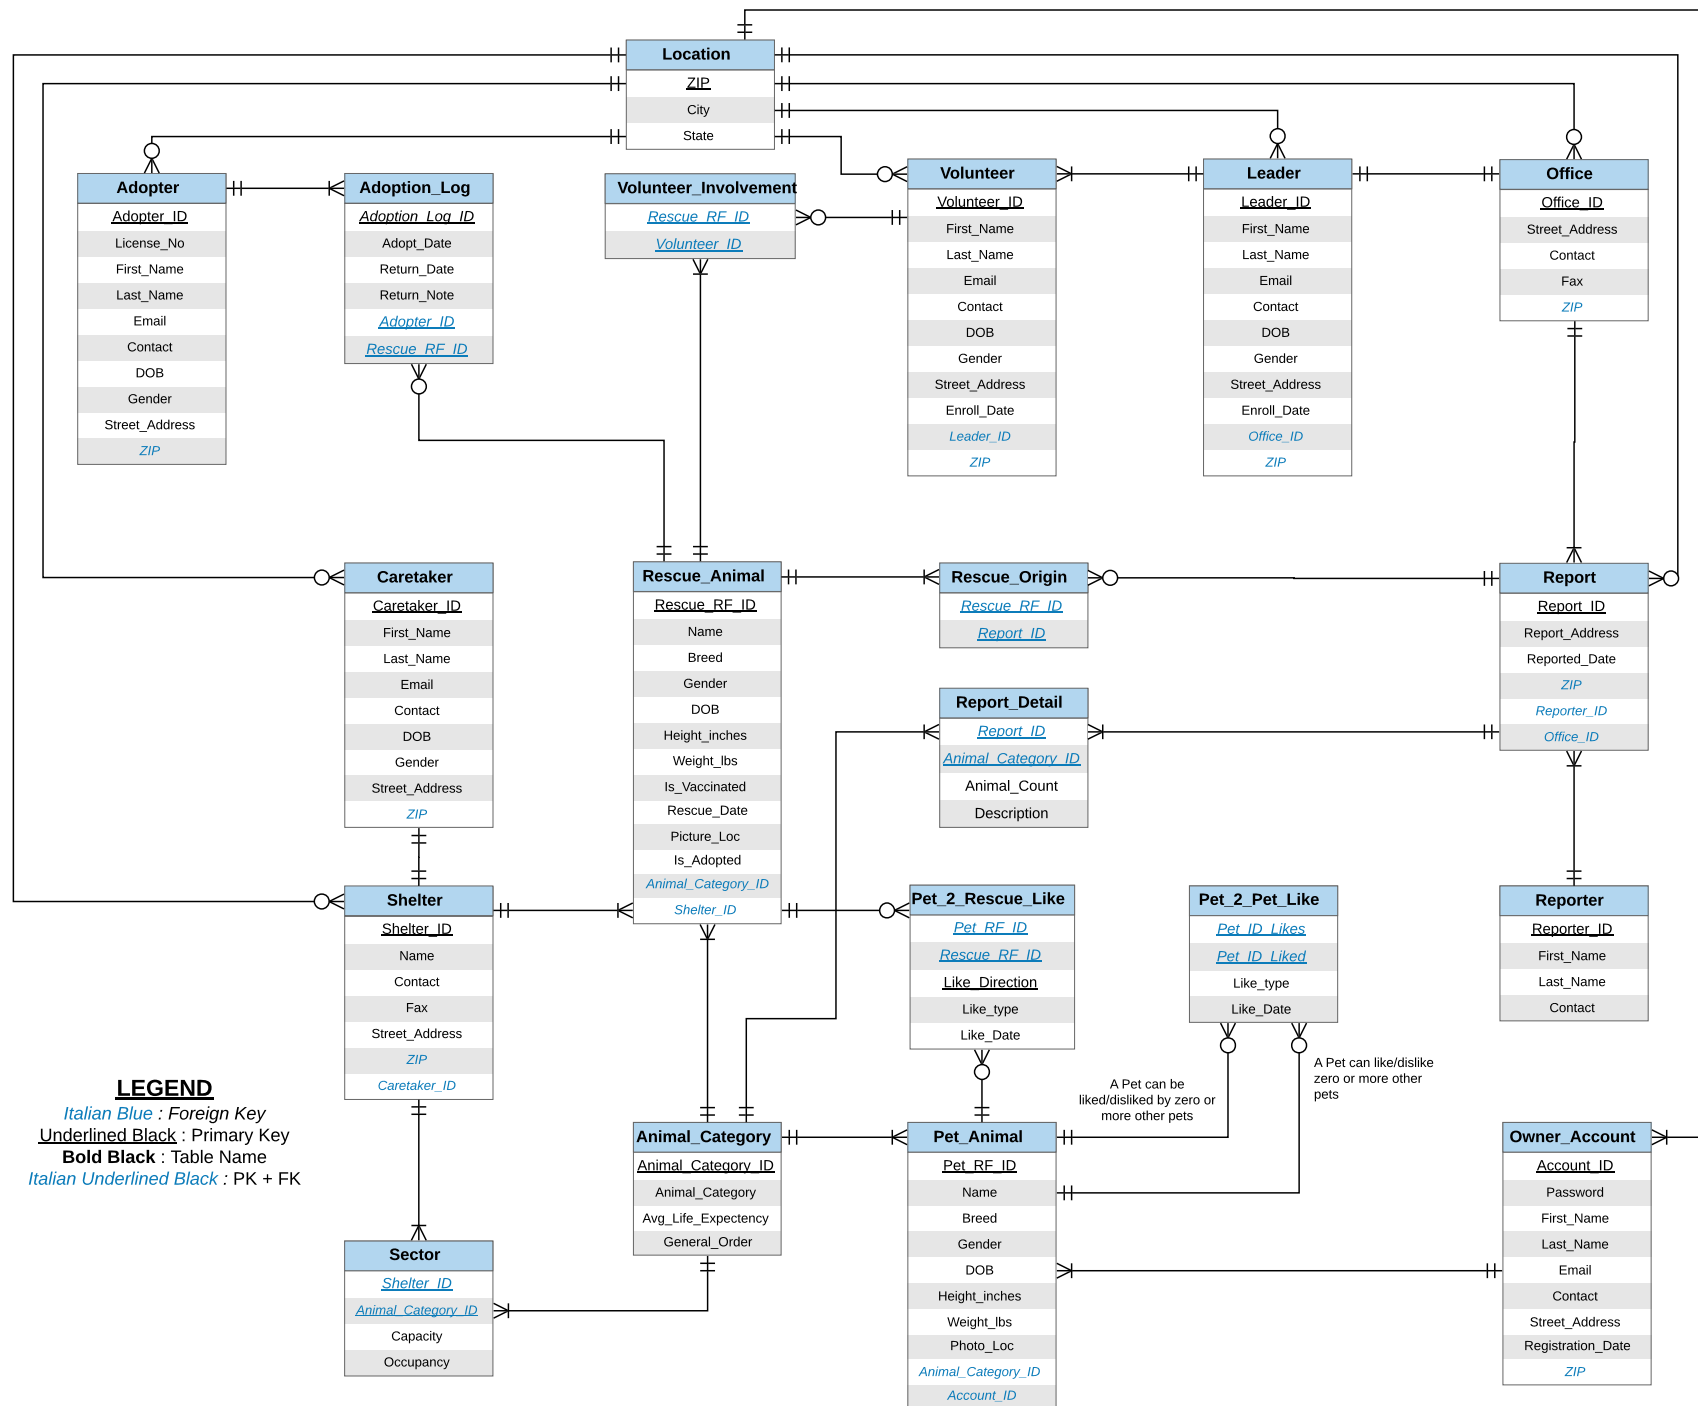 Location
ZIP
City
State
Adopter
Adopter_ID
License_No
First_Name
Last_Name
Email
Contact
DOB
Gender
Street_Address
ZIP
Adoption_Log
Adoption_Log_ID
Adopt_Date
Return_Date
Return_Note
Adopter_ID
Rescue_RF_ID
Volunteer_Involvement
Rescue_RF_ID
Volunteer_ID
Volunteer
Volunteer_ID
First_Name
Last_Name
Email
Contact
DOB
Gender
Street_Address
Enroll_Date
Leader_ID
ZIP
Leader
Leader_ID
First_Name
Last_Name
Email
Contact
DOB
Gender
Street_Address
Enroll_Date
Office_ID
ZIP
Office
Office_ID
Street_Address
Contact
Fax
ZIP
Caretaker
Caretaker_ID
First_Name
Last_Name
Email
Contact
DOB
Gender
Street_Address
ZIP
Rescue_Animal
Rescue_RF_ID
Name
Breed
Gender
DOB
Height_inches
Weight_lbs
Is_Vaccinated
Rescue_Date
Picture_Loc
Is_Adopted
Animal_Category_ID
Shelter_ID
Rescue_Origin
Rescue_RF_ID
Report_ID
Report
Report_ID
Report_Address
Reported_Date
ZIP
Reporter_ID
Office_ID
Report_Detail
Report_ID
Animal_Category_ID
Animal_Count
Description
Shelter
Shelter_ID
Name
Contact
Fax
Street_Address
ZIP
Caretaker_ID
Pet_2_Rescue_Like
Pet_RF_ID
Rescue_RF_ID
Like_Direction
Like_type
Like_Date
Pet_2_Pet_Like
Pet_ID_Likes
Pet_ID_Liked
Like_type
Like_Date
Reporter
Reporter_ID
First_Name
Last_Name
Contact
A Pet can be
liked/disliked by zero or
more other pets
A Pet can like/dislike
zero or more other
pets
LEGEND
Italian Blue : Foreign Key
Underlined Black : Primary Key
Bold Black : Table Name
Italian Underlined Black : PK + FK
Animal_Category
Animal_Category_ID
Animal_Category
Avg_Life_Expectency
General_Order
Pet_Animal
Pet_RF_ID
Name
Breed
Gender
DOB
Height_inches
Weight_lbs
Photo_Loc
Animal_Category_ID
Account_ID
Owner_Account
Account_ID
Password
First_Name
Last_Name
Email
Contact
Street_Address
Registration_Date
ZIP
Sector
Shelter_ID
Animal_Category_ID
Capacity
Occupancy